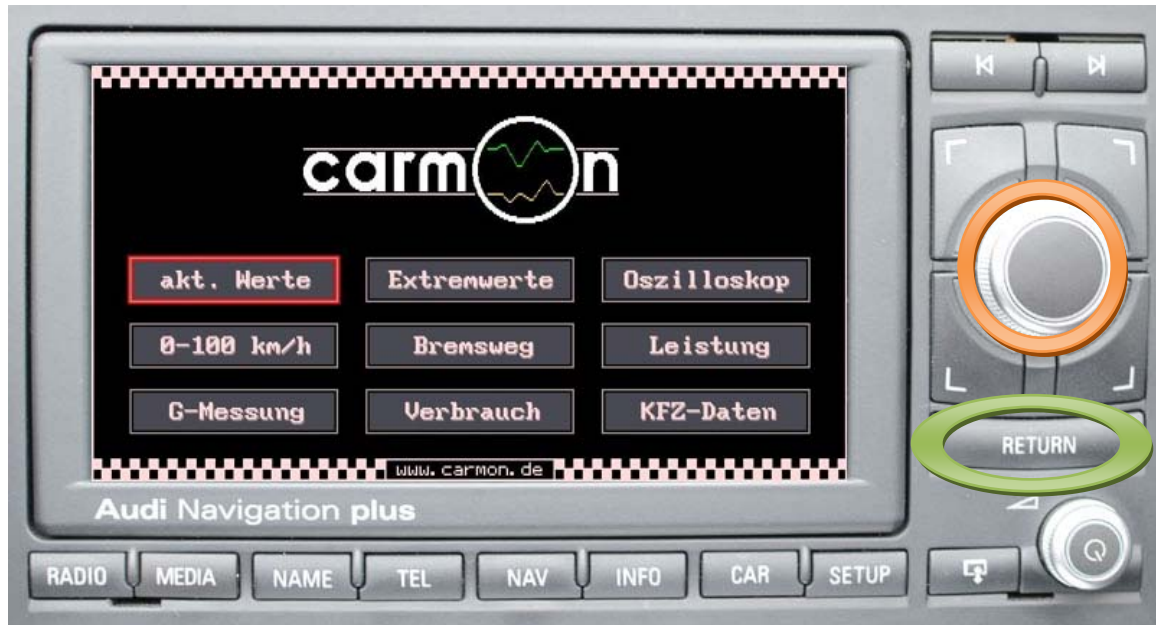 carmon
akt. Werte Extremwerte Oszilloskop
0-100 km/h Bremsweg Leistung
G-Messung Verbrauch KFZ-Daten
www.carmon.de
RETURN
Audi Navigation plus
RADIO MEDIA NAME TEL NAV INFO CAR SETUP